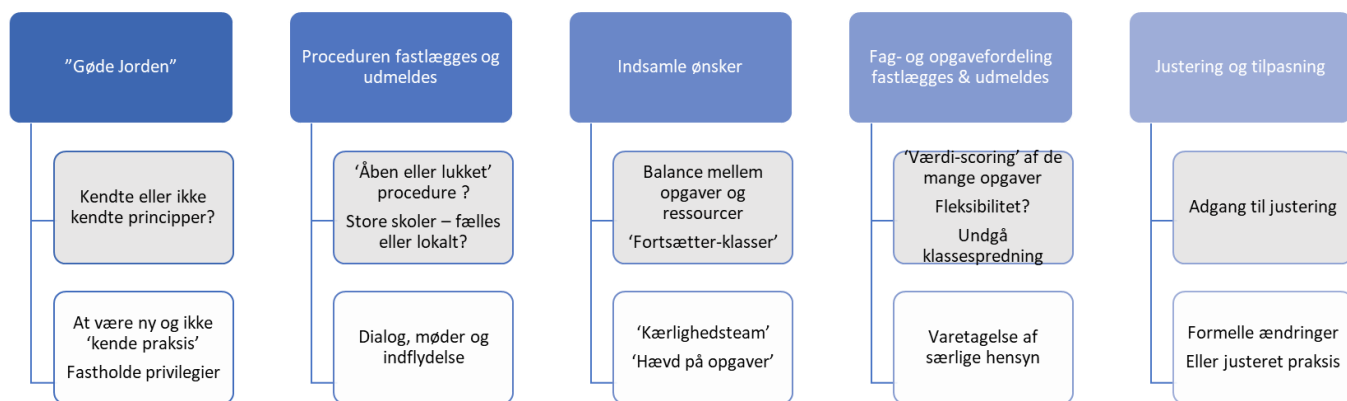 ”Gøde Jorden”
Kendte eller ikke
kendte principper?
At være ny og ikke
‘kende praksis’
Fastholde privilegier
Proceduren fastlægges og
udmeldes
‘Åben eller lukket’
procedure ?
Store skoler – fælles
eller lokalt?
Dialog, møder og
indflydelse
Indsamle ønsker
Balance mellem
opgaver og
ressourcer
‘Fortsætter-klasser’
‘Kærlighedsteam’
‘Hævd på opgaver’
Fag- og opgavefordeling
fastlægges & udmeldes
‘Værdi-scoring’ af de
mange opgaver
Fleksibilitet?
Undgå
klassespredning
Varetagelse af
særlige hensyn
Justering og tilpasning
Adgang til justering
Formelle ændringer
Eller justeret praksis